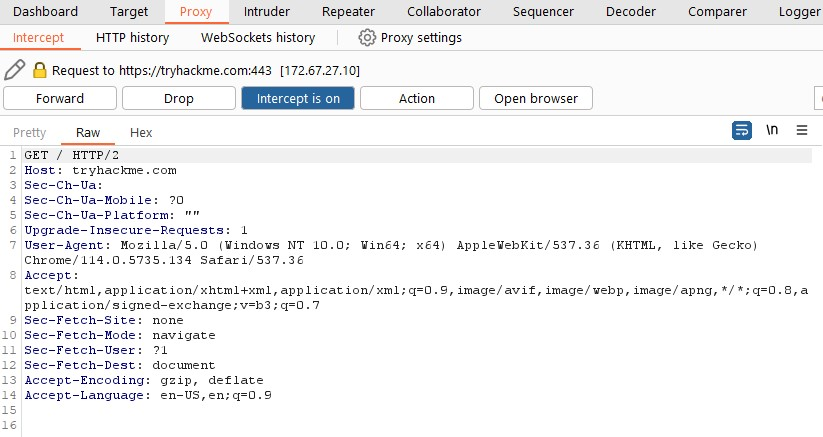 Dashboard Target Proxy Intruder Repeater Collaborator Sequencer Decoder Comparer Logger
Intercept HTTP history WebSockets history Proxy settings
Request to https://tryhackme.com:443 [172.67.27.10]
Forward Drop Intercept is on Action Open browser
Pretty Raw Hex \n
1 GET / HTTP/2
2 Host: tryhackme.com
3 Sec-Ch-Ua:
4 Sec-Ch-Ua-Mobile: ?0
5 Sec-Ch-Ua-Platform: ""
6 Upgrade-Insecure-Requests: 1
7 User-Agent: Mozilla/5.0 (Windows NT 10.0; Win64; x64) AppleWebKit/537.36 (KHTML, like Gecko)
Chrome/114.0.5735.134 Safari/537.36
8 Accept:
text/html,application/xhtml+xml,application/xml;q=0.9,image/avif,image/webp,image/apng,*/*;q=0.8,a
pplication/signed-exchange;v=b3;q=0.7
9 Sec-Fetch-Site: none
10 Sec-Fetch-Mode: navigate
11 Sec-Fetch-User: ?1
12 Sec-Fetch-Dest: document
13 Accept-Encoding: gzip, deflate
14 Accept-Language: en-US,en;q=0.9
15
16